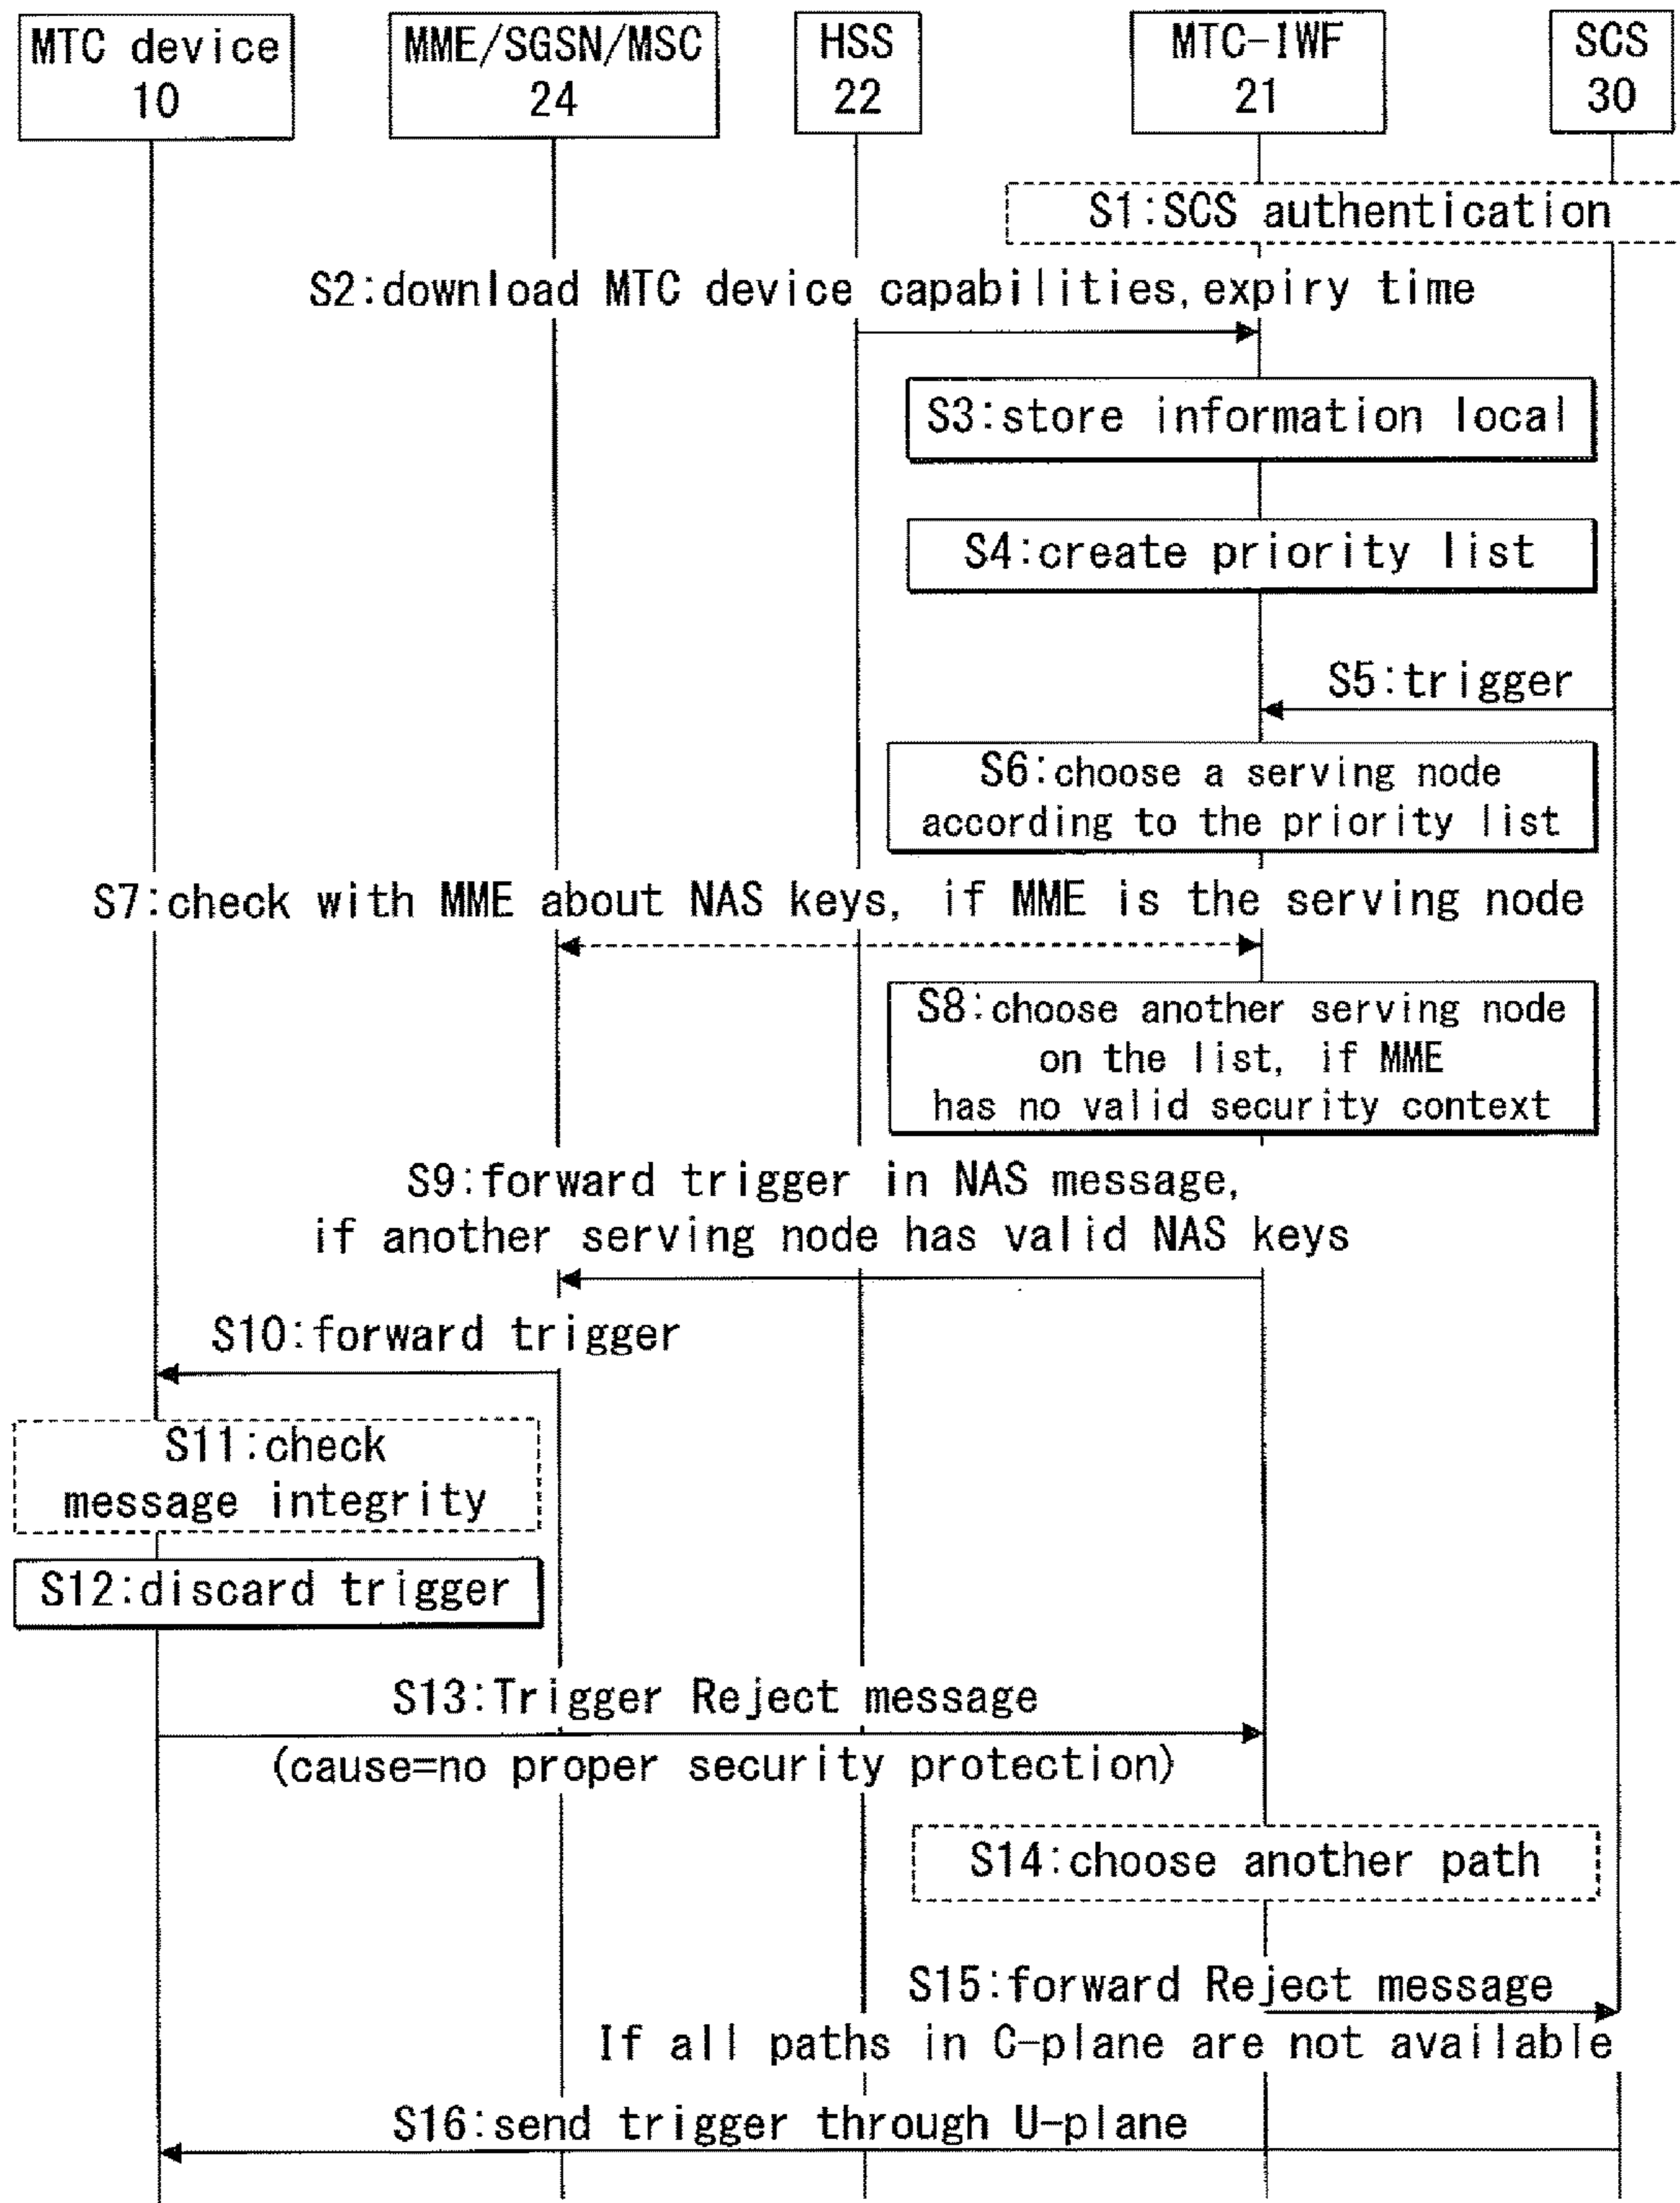 MTC device
10
MME/SGSN/MSC
24
HSS
22
MTC-IWF
21
SCS
30
S1:SCS authentication
S2:download MTC device capabilities,expiry time
S3:store information local
S4:create priority list
S5:trigger
S6:choose a serving node
according to the priority list
S7:check with MME about NAS keys, if MME is the serving node
S8:choose another serving node
on the list, if MME
has no valid security context
S9:forward trigger in NAS message,
if another serving node has valid NAS keys
S10:forward trigger
S11:check
message integrity
S12:discard trigger
S13:Trigger Reject message
(cause=no proper security protection)
S14:choose another path
S15:forward Reject message
If all paths in C-plane are not available
S16:send trigger through U-plane